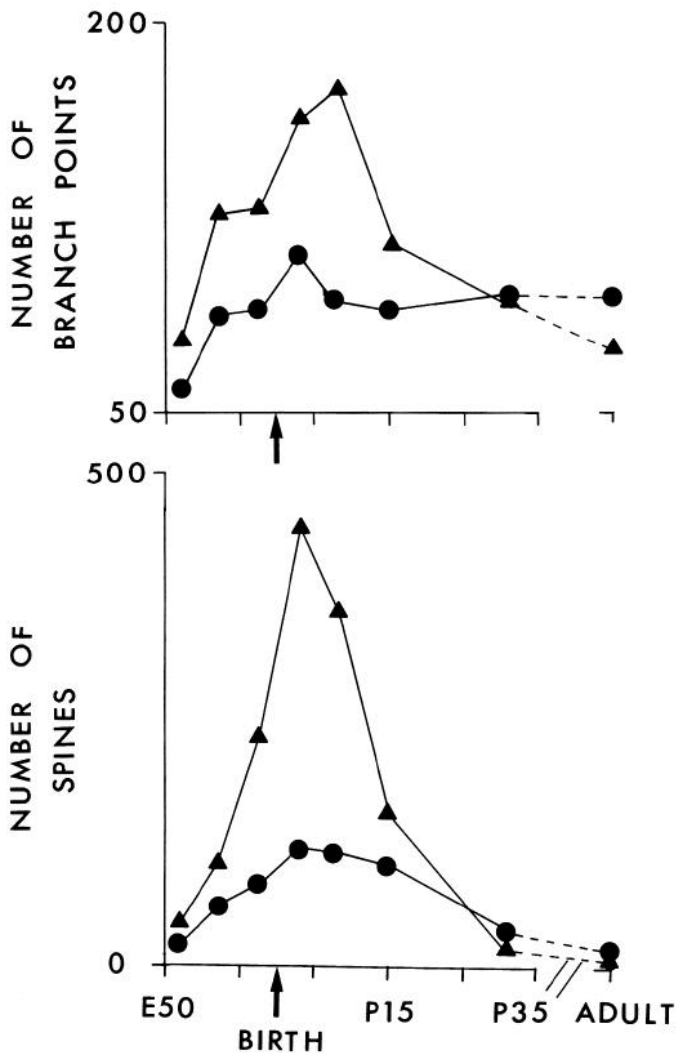 200
NUMBER OF
BRANCH POINTS
50
500
NUMBER OF
SPINES
0
E50 P15 P35 ADULT
BIRTH